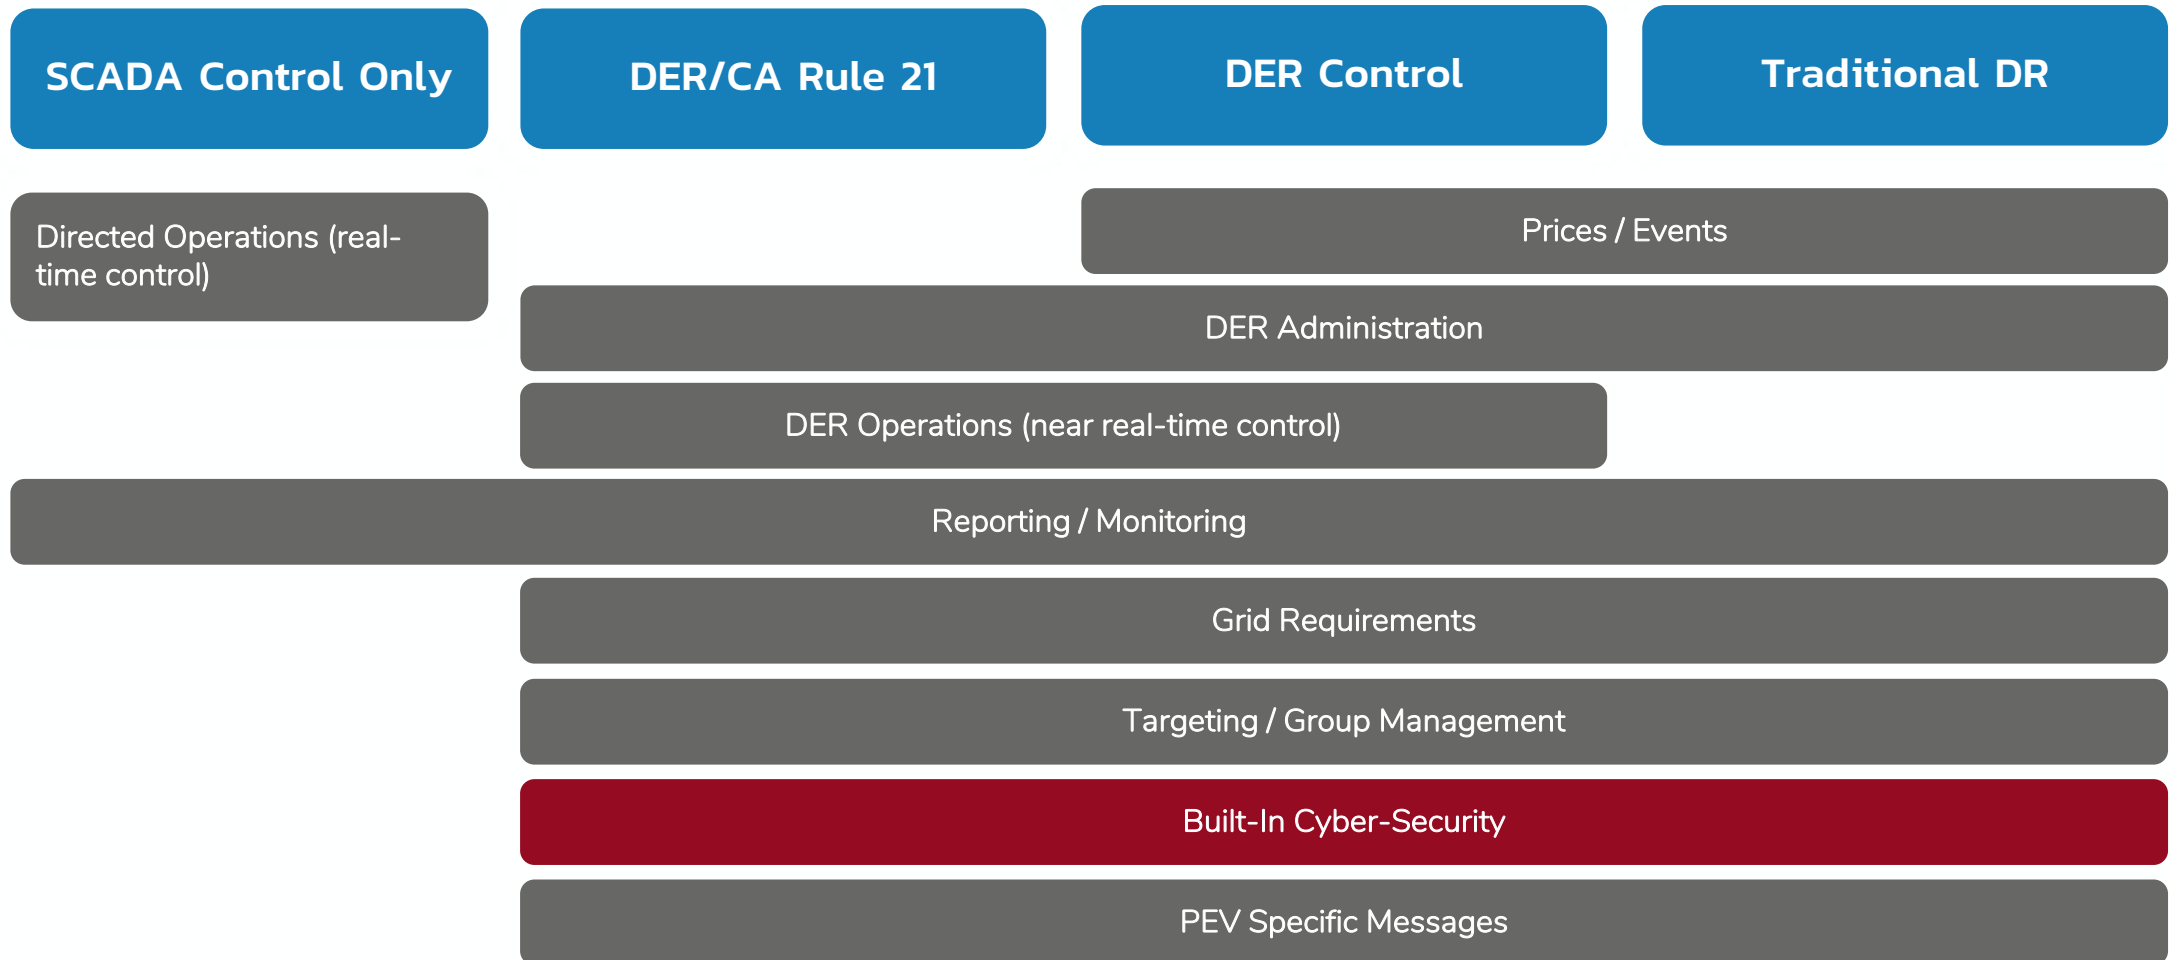 SCADA Control Only
DER/CA Rule 21
DER Control
Traditional DR
Directed Operations (real-
time control)
Prices / Events
DER Administration
DER Operations (near real-time control)
Reporting / Monitoring
Grid Requirements
Targeting / Group Management
Built-In Cyber-Security
PEV Specific Messages